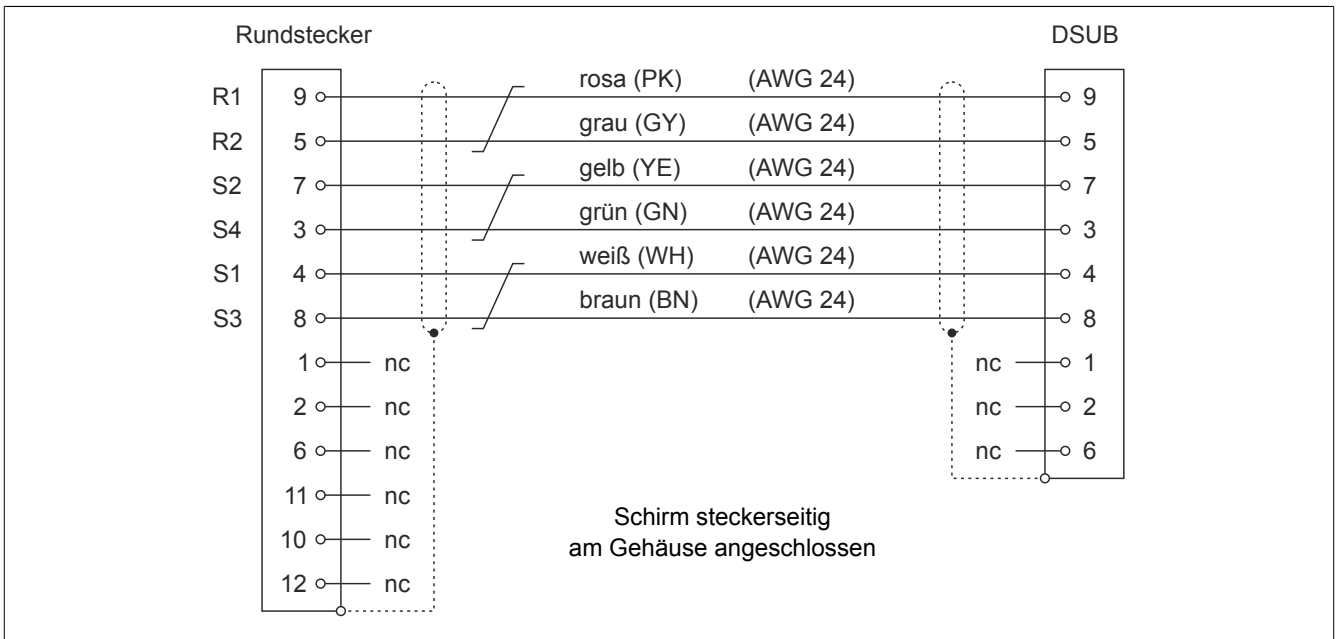 Rundstecker DSUB
R1 9 rosa (PK) (AWG 24) 9
R2 5 grau (GY) (AWG 24) 5
S2 7 gelb (YE) (AWG 24) 7
S4 3 grün (GN) (AWG 24) 3
S1 4 weiß (WH) (AWG 24) 4
S3 8 braun (BN) (AWG 24) 8
1 nc nc 1
2 nc nc 2
6 nc nc 6
11 nc
10 nc
12 nc
Schirm steckerseitig
am Gehäuse angeschlossen